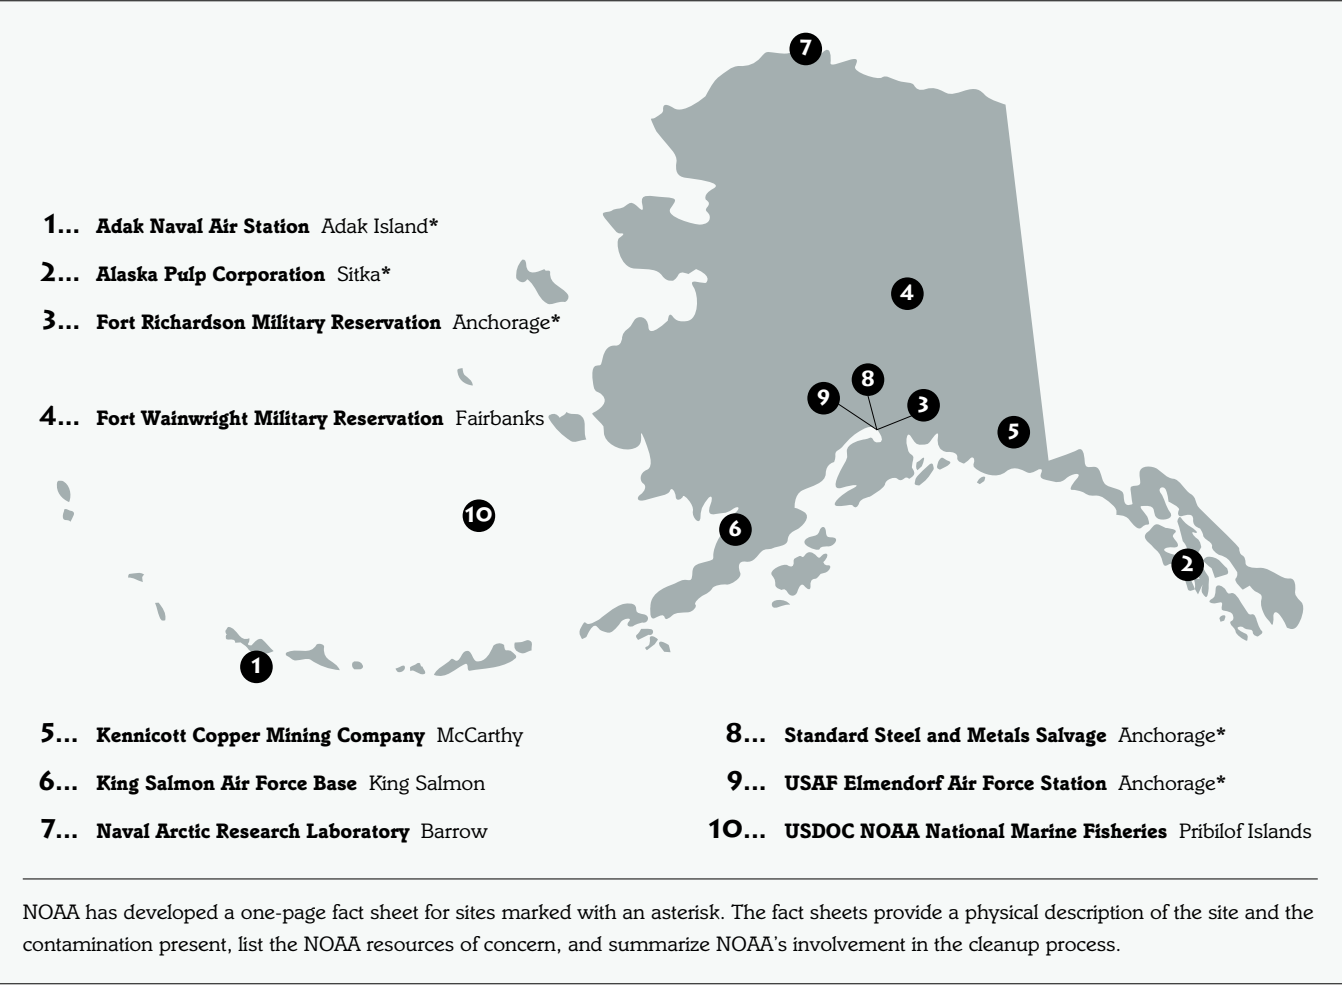 7
1... Adak Naval Air Station Adak Island*
2... Alaska Pulp Corporation Sitka*
3... Fort Richardson Military Reservation Anchorage*
4... Fort Wainwright Military Reservation Fairbanks
4
8
9
3
5
10
6
2
1
5... Kennicott Copper Mining Company McCarthy
6... King Salmon Air Force Base King Salmon
7... Naval Arctic Research Laboratory Barrow
8... Standard Steel and Metals Salvage Anchorage*
9... USAF Elmendorf Air Force Station Anchorage*
10... USDOC NOAA National Marine Fisheries Pribilof Islands
NOAA has developed a one-page fact sheet for sites marked with an asterisk. The fact sheets provide a physical description of the site and the
contamination present, list the NOAA resources of concern, and summarize NOAA's involvement in the cleanup process.